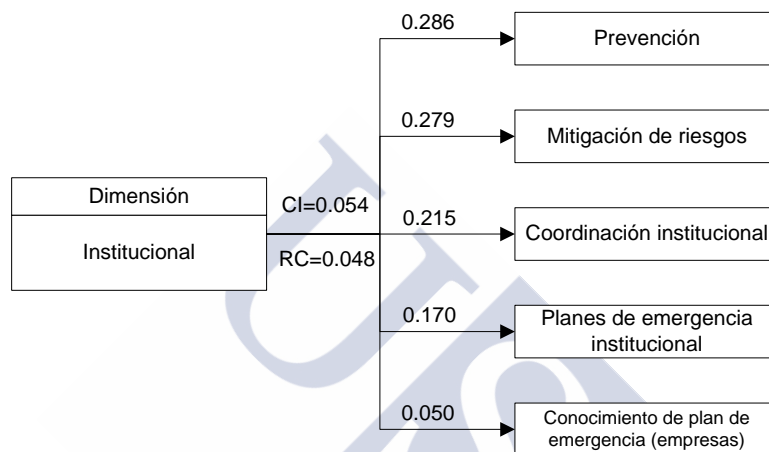 0.286
Prevención
0.279
Mitigación de riesgos
Dimensión
Institucional
CI=0.054
RC=0.048
0.215
Coordinación institucional
0.170
Planes de emergencia
institucional
0.050
Conocimiento de plan de
emergencia (empresas)